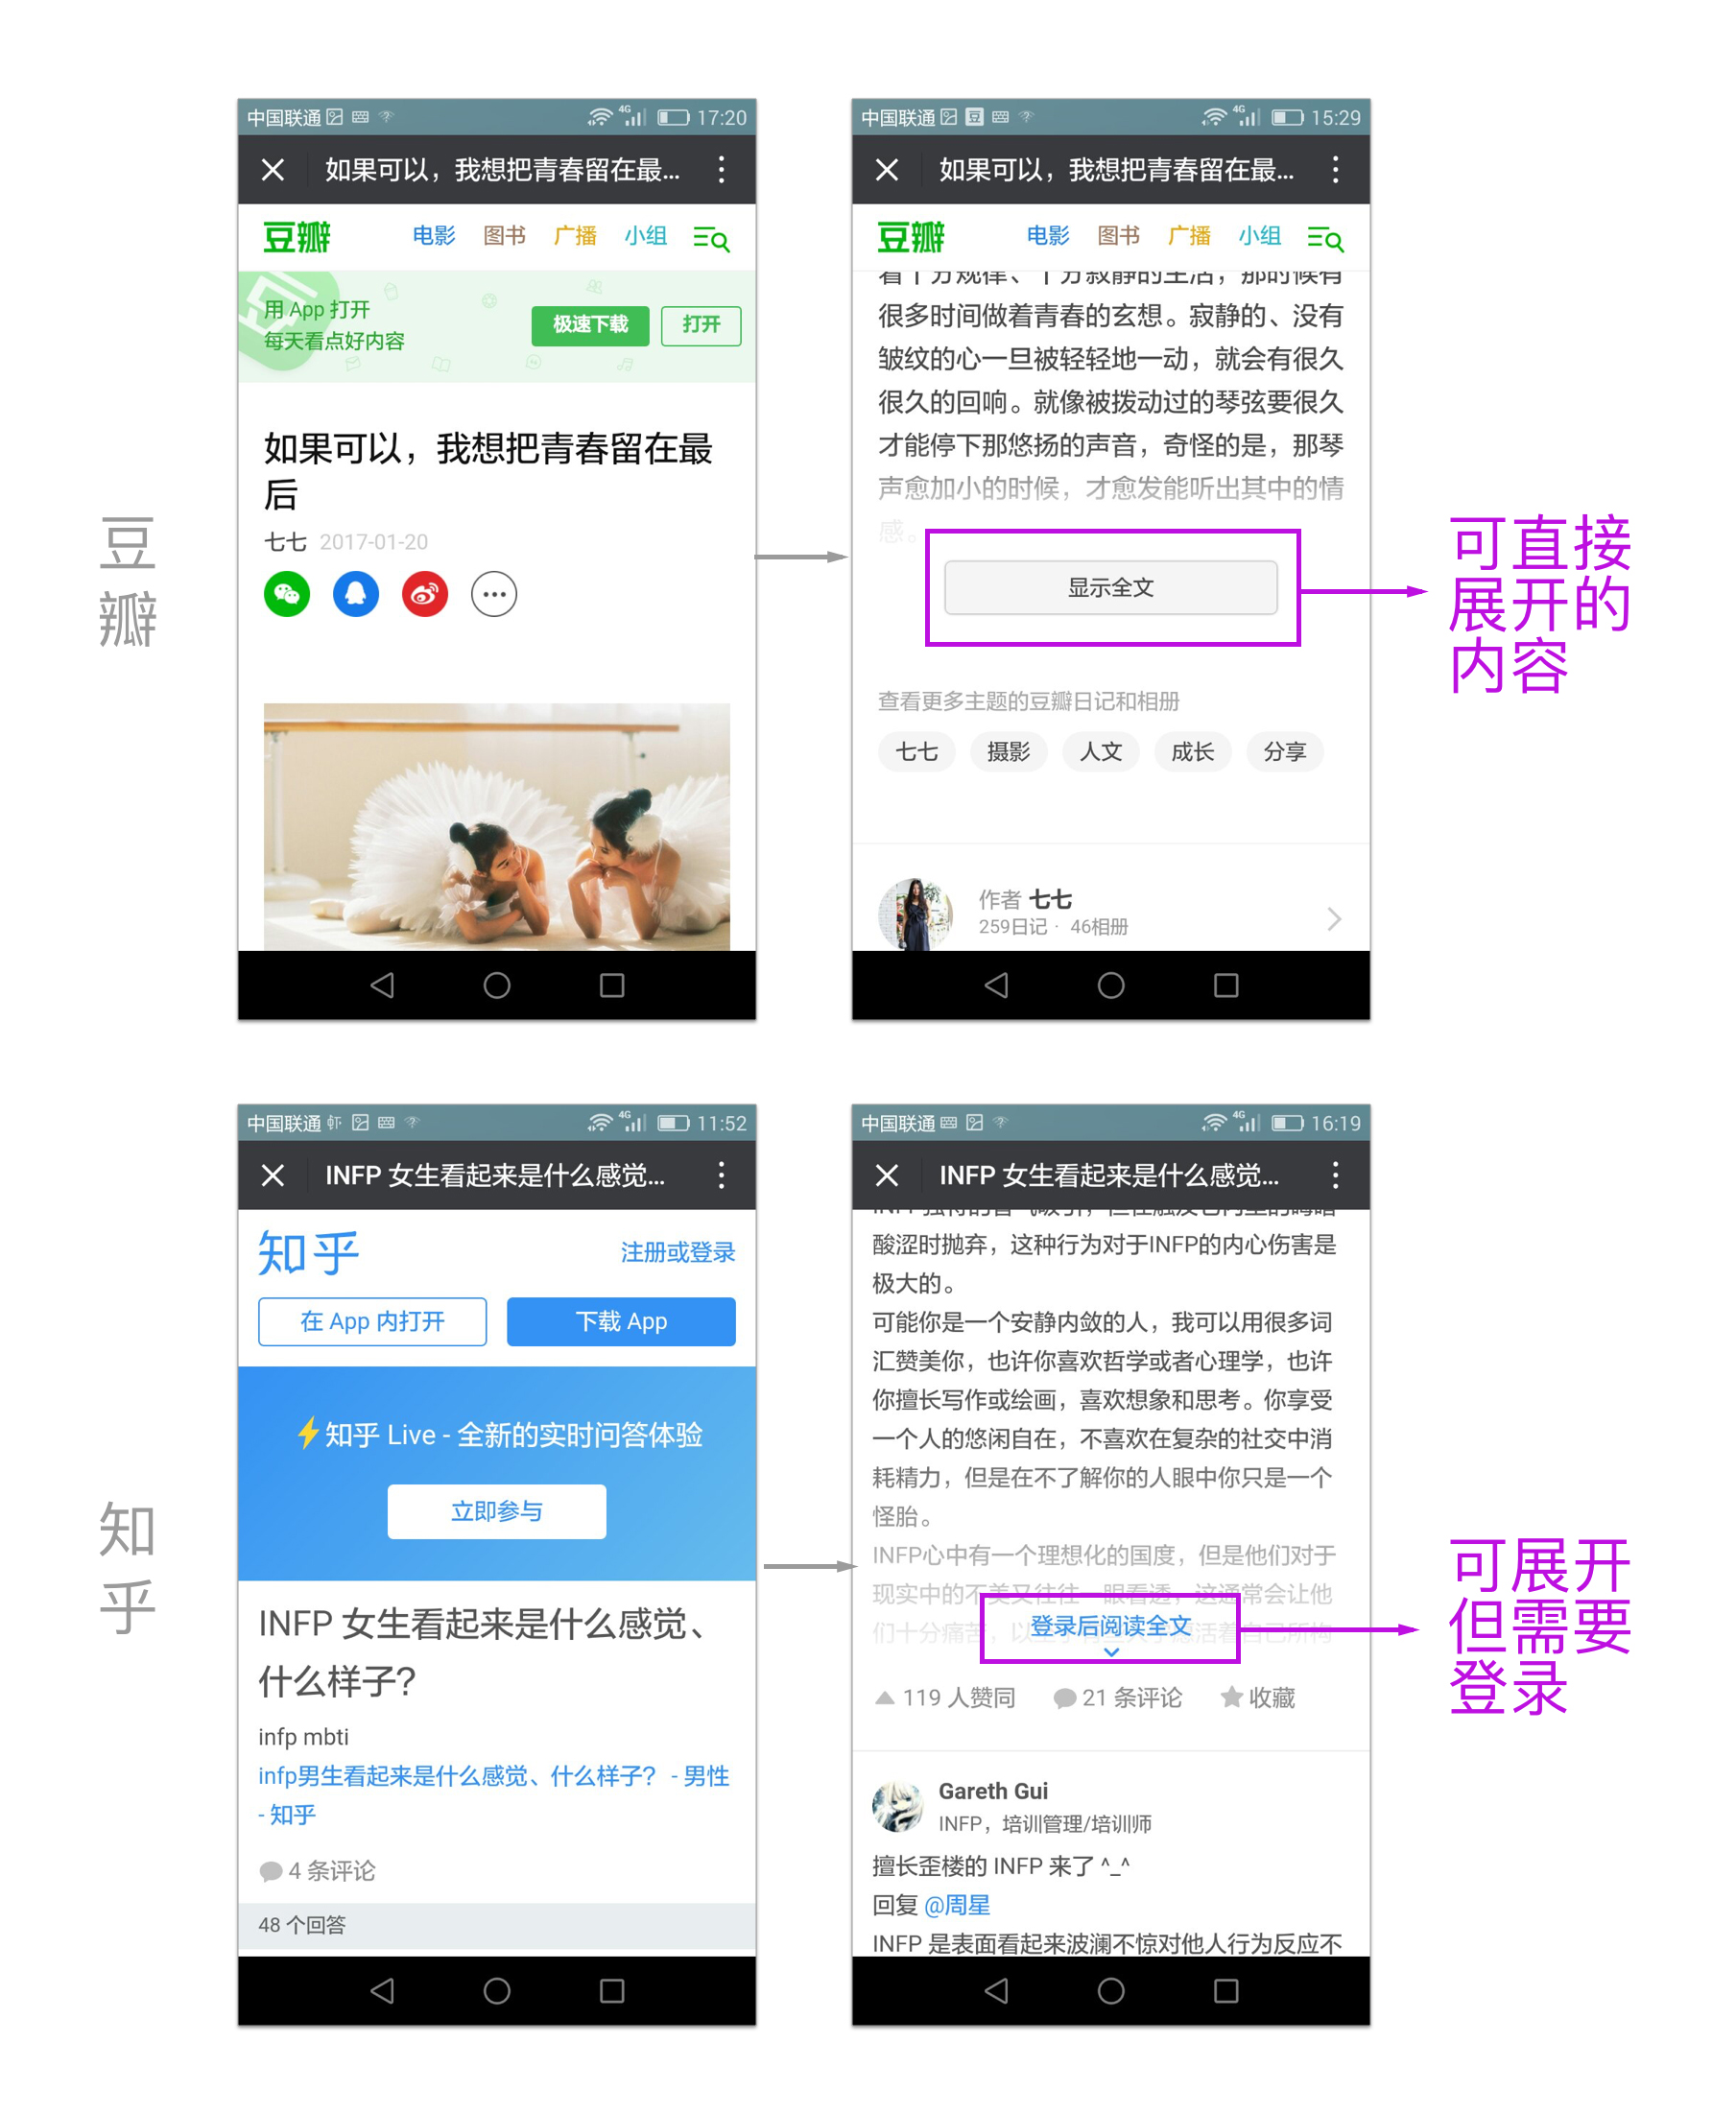 豆瓣
中国联通 4G 17:20
如果可以，我想把青春留在最...
豆瓣 电影 图书 广播 小组
用 App 打开
每天看点好内容
极速下载 打开
如果可以，我想把青春留在最
后
七七 2017-01-20
中国联通 豆 4G 15:29
如果可以，我想把青春留在最...
豆瓣 电影 图书 广播 小组
着十分规律、十分寂静的生活，那时候有
很多时间做着青春的玄想。寂静的、没有
皱纹的心一旦被轻轻地一动，就会有很久
很久的回响。就像被拨动过的琴弦要很久
才能停下那悠扬的声音，奇怪的是，那琴
声愈加小的时候，才愈发能听出其中的情
感。
显示全文
查看更多主题的豆瓣日记和相册
七七 摄影 人文 成长 分享
作者 七七
259日记 · 46相册
可直接
展开的
内容
知乎
中国联通 虾 4G 11:52
INFP 女生看起来是什么感觉...
知乎 注册或登录
在 App 内打开 下载 App
知乎 Live - 全新的实时问答体验
立即参与
INFP 女生看起来是什么感觉、
什么样子？
infp mbti
infp男生看起来是什么感觉、什么样子？ - 男性
- 知乎
4 条评论
48 个回答
中国联通 4G 16:19
INFP 女生看起来是什么感觉...
酸涩时抛弃，这种行为对于INFP的内心伤害是
极大的。
可能你是一个安静内敛的人，我可以用很多词
汇赞美你，也许你喜欢哲学或者心理学，也许
你擅长写作或绘画，喜欢想象和思考。你享受
一个人的悠闲自在，不喜欢在复杂的社交中消
耗精力，但是在不了解你的人眼中你只是一个
怪胎。
INFP心中有一个理想化的国度，但是他们对于
现实中的不美又往往一眼看透，这通常会让他
们十分痛苦，以
登录后阅读全文
119 人赞同 21 条评论 收藏
Gareth Gui
INFP，培训管理/培训师
擅长歪楼的 INFP 来了 ^_^
回复 @周星
INFP 是表面看起来波澜不惊对他人行为反应不
可展开
但需要
登录